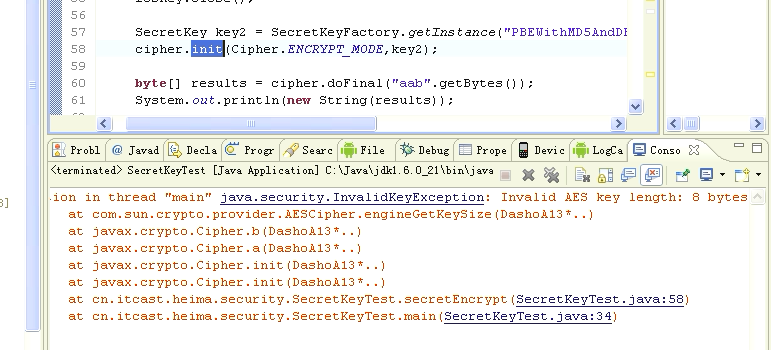 57 SecretKey key2 = SecretKeyFactory.getInstance("PBEWithMD5AndD
58 cipher.init(Cipher.ENCRYPT_MODE,key2);
59
60 byte[] results = cipher.doFinal("aab".getBytes());
61 System.out.println(new String(results));
Probl @ Javad Decla Progr Searc File Debug Prope Devic LogCa Conso
<terminated> SecretKeyTest [Java Application] C:\Java\jdk1.6.0_21\bin\java
ion in thread "main" java.security.InvalidKeyException: Invalid AES key length: 8 bytes
at com.sun.crypto.provider.AESCipher.engineGetKeySize(DashoA13*..)
at javax.crypto.Cipher.b(DashoA13*..)
at javax.crypto.Cipher.a(DashoA13*..)
at javax.crypto.Cipher.init(DashoA13*..)
at javax.crypto.Cipher.init(DashoA13*..)
at cn.itcast.heima.security.SecretKeyTest.secretEncrypt(SecretKeyTest.java:58)
at cn.itcast.heima.security.SecretKeyTest.main(SecretKeyTest.java:34)